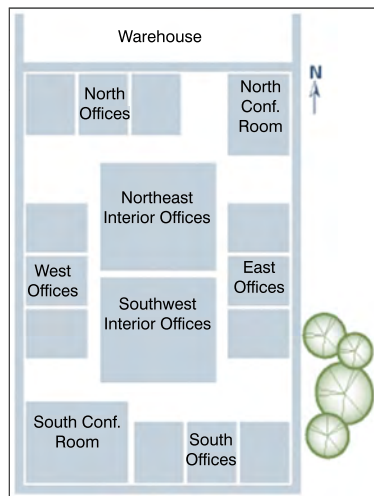 Warehouse
N
North
Offices
North
Conf.
Room
Northeast
Interior Offices
West
Offices
East
Offices
Southwest
Interior Offices
South Conf.
Room
South
Offices